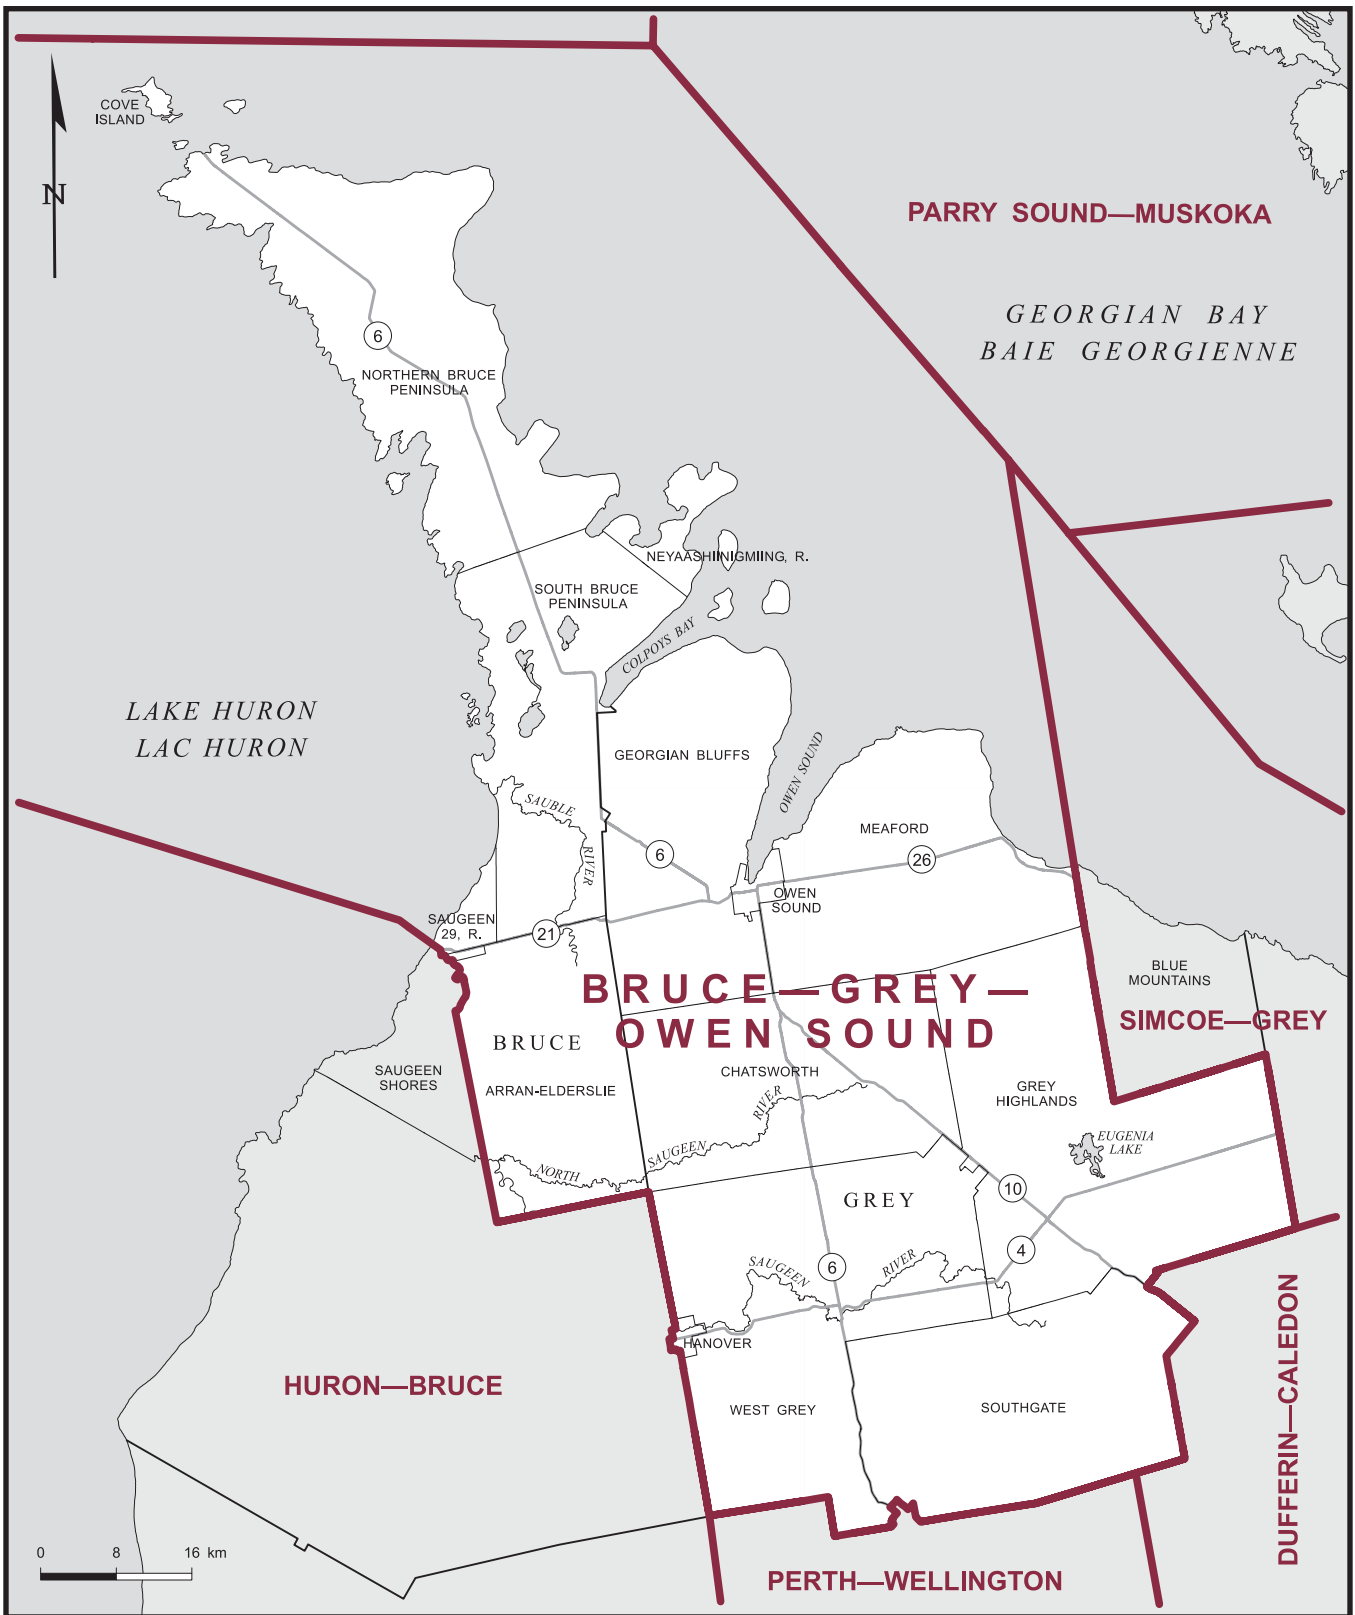 COVE
ISLAND
N
PARRY SOUND—MUSKOKA
GEORGIAN BAY
BAIE GEORGIENNE
6
NORTHERN BRUCE
PENINSULA
NEYAASHIINIGMIING, R.
SOUTH BRUCE
PENINSULA
COLPOYS BAY
LAKE HURON
LAC HURON
GEORGIAN BLUFFS
OWEN SOUND
SAUBLE
RIVER
MEAFORD
6
26
OWEN
SOUND
SAUGEEN
29, R.
21
BLUE
MOUNTAINS
BRUCE—GREY—
OWEN SOUND
SIMCOE—GREY
BRUCE
SAUGEEN
SHORES
CHATSWORTH
ARRAN-ELDERSLIE
GREY
HIGHLANDS
RIVER
SAUGEEN
NORTH
EUGENIA
LAKE
GREY
10
4
6
SAUGEEN
RIVER
HANOVER
HURON—BRUCE
WEST GREY
SOUTHGATE
DUFFERIN—CALEDON
0 8 16 km
PERTH—WELLINGTON